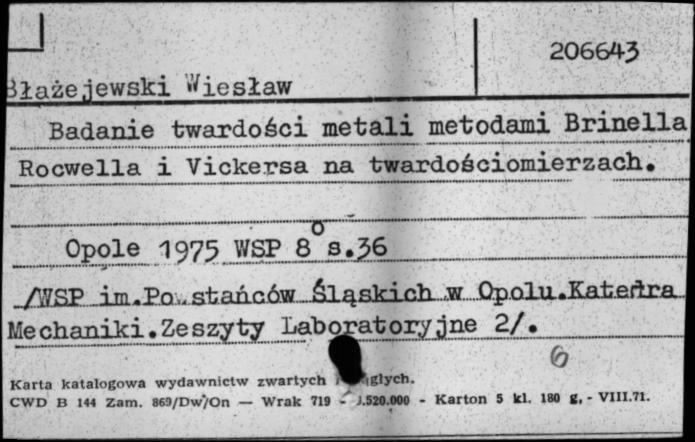 206643
Błażejewski Wiesław
Badanie twardości metali metodami Brinella
Rocwella i Vickersa na twardościomierzach.
Opole 1975 WSP 8° s.36
/WSP im.Powstańców Śląskich w Opolu.Katedra
Mechaniki.Zeszyty Laboratoryjne 2/.
6
Karta katalogowa wydawnictw zwartych
CWD B 144 Zam. 869/Dw/On — Wrak 719 - .520.000 - Karton 5 kl. 180 g. - VIII.71.